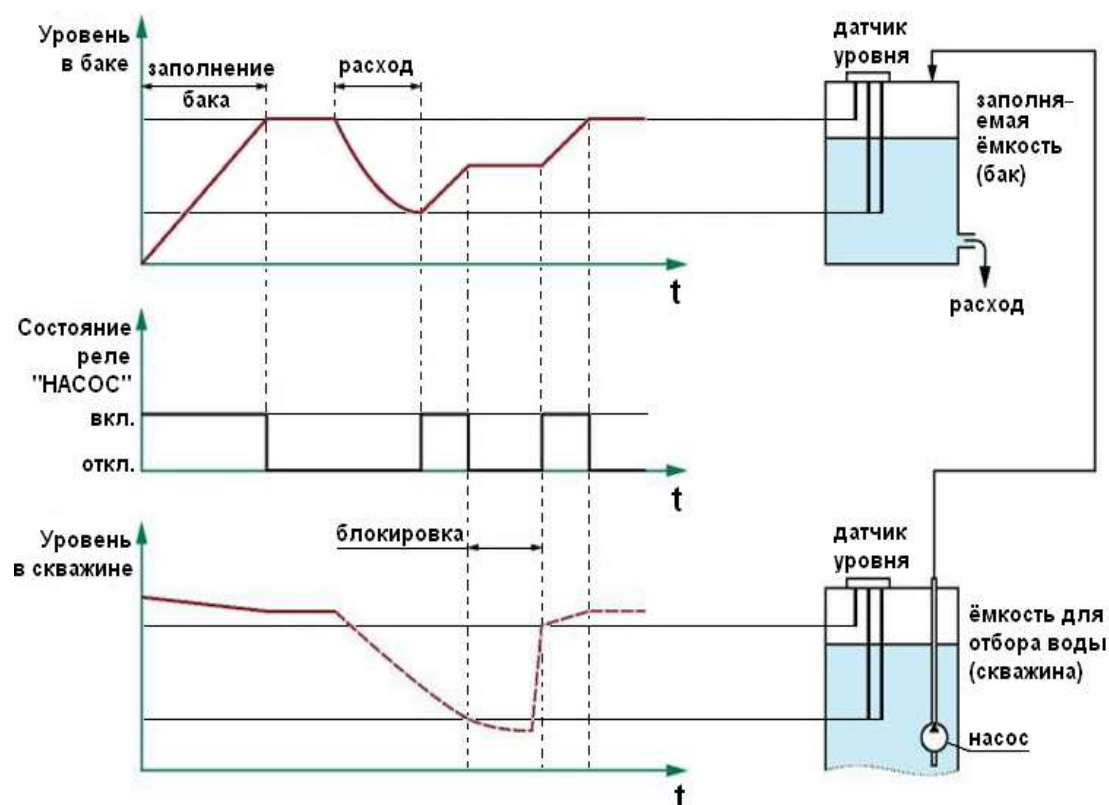 Уровень
в баке
заполнение
бака
расход
датчик
уровня
заполня–
емая
ёмкость
(бак)
расход
t
Состояние
реле
"НАСОС"
вкл.
откл.
t
Уровень
в скважине
блокировка
датчик
уровня
ёмкость для
отбора воды
(скважина)
насос
t